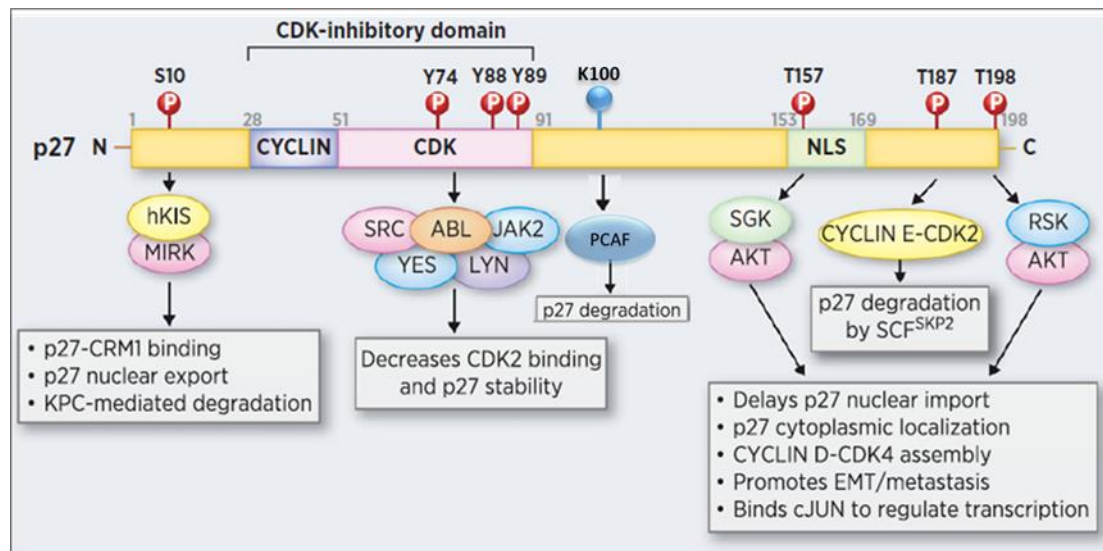 CDK-inhibitory domain
S10 Y74 Y88 Y89 K100 T157 T187 T198
P P P P P P P
1 28 51 91 153 169 198
p27 N CYCLIN CDK NLS C
hKIS
MIRK
SRC ABL JAK2
YES LYN
PCAF
SGK
AKT
CYCLIN E-CDK2
RSK
AKT
• p27-CRM1 binding
• p27 nuclear export
• KPC-mediated degradation
Decreases CDK2 binding
and p27 stability
p27 degradation
p27 degradation
by SCFSKP2
• Delays p27 nuclear import
• p27 cytoplasmic localization
• CYCLIN D-CDK4 assembly
• Promotes EMT/metastasis
• Binds cJUN to regulate transcription